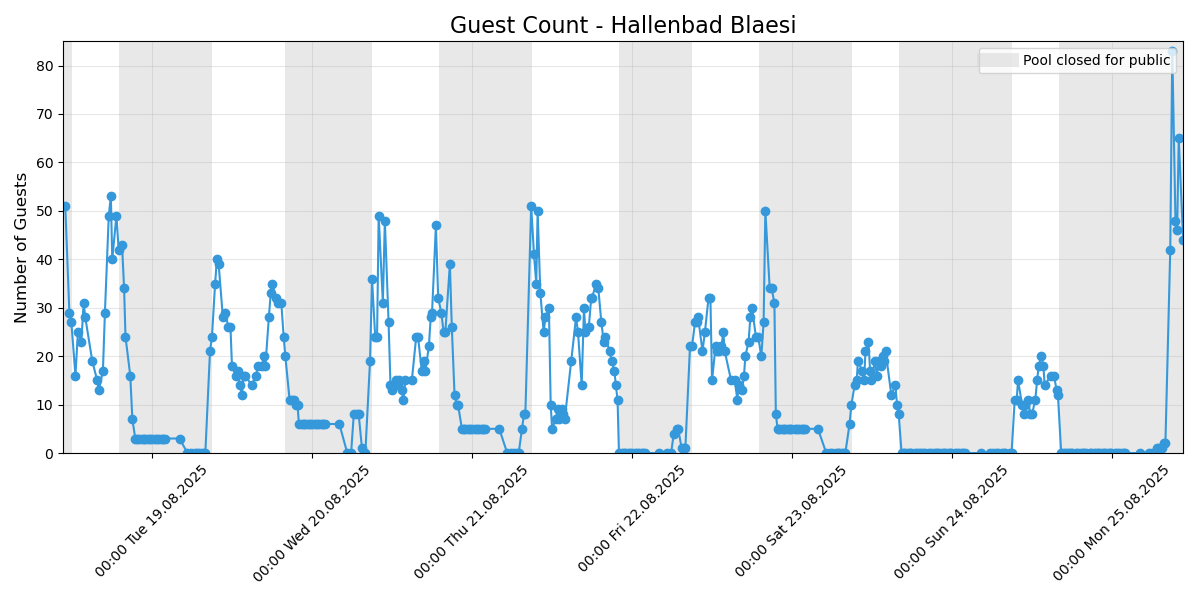 Guest Count - Hallenbad Blaesi
Pool closed for public
Number of Guests
80
70
60
50
40
30
20
10
0
00:00 Tue 19.08.2025
00:00 Wed 20.08.2025
00:00 Thu 21.08.2025
00:00 Fri 22.08.2025
00:00 Sat 23.08.2025
00:00 Sun 24.08.2025
00:00 Mon 25.08.2025